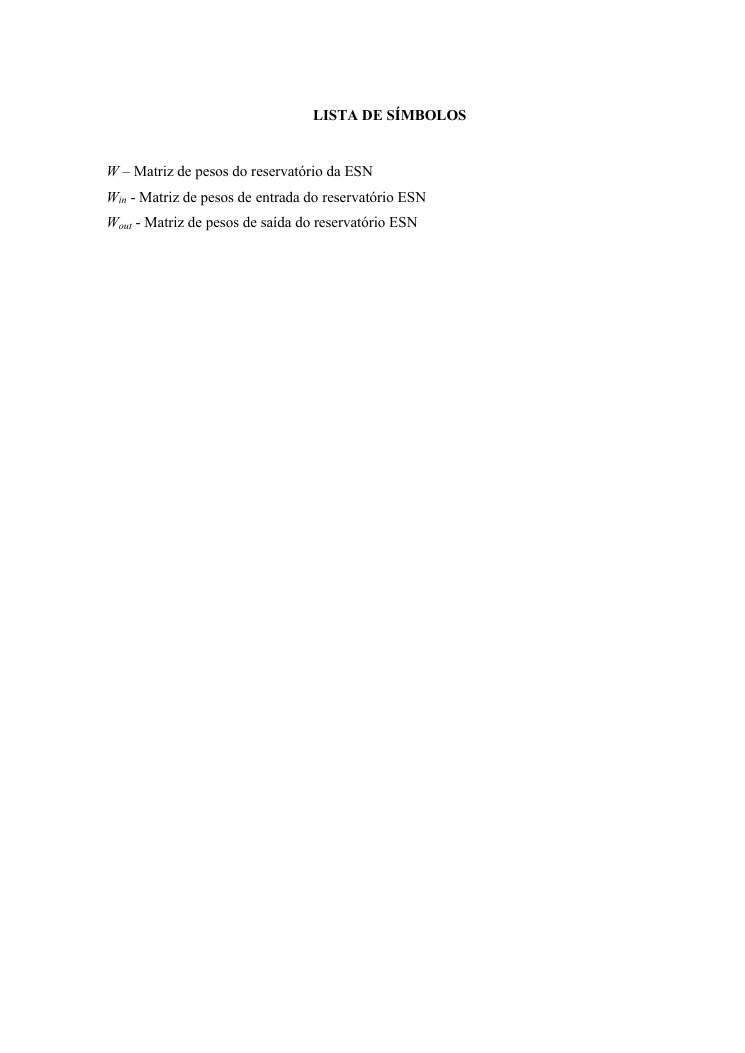 LISTA DE SÍMBOLOS
W – Matriz de pesos do reservatório da ESN
Win - Matriz de pesos de entrada do reservatório ESN
Wout - Matriz de pesos de saída do reservatório ESN